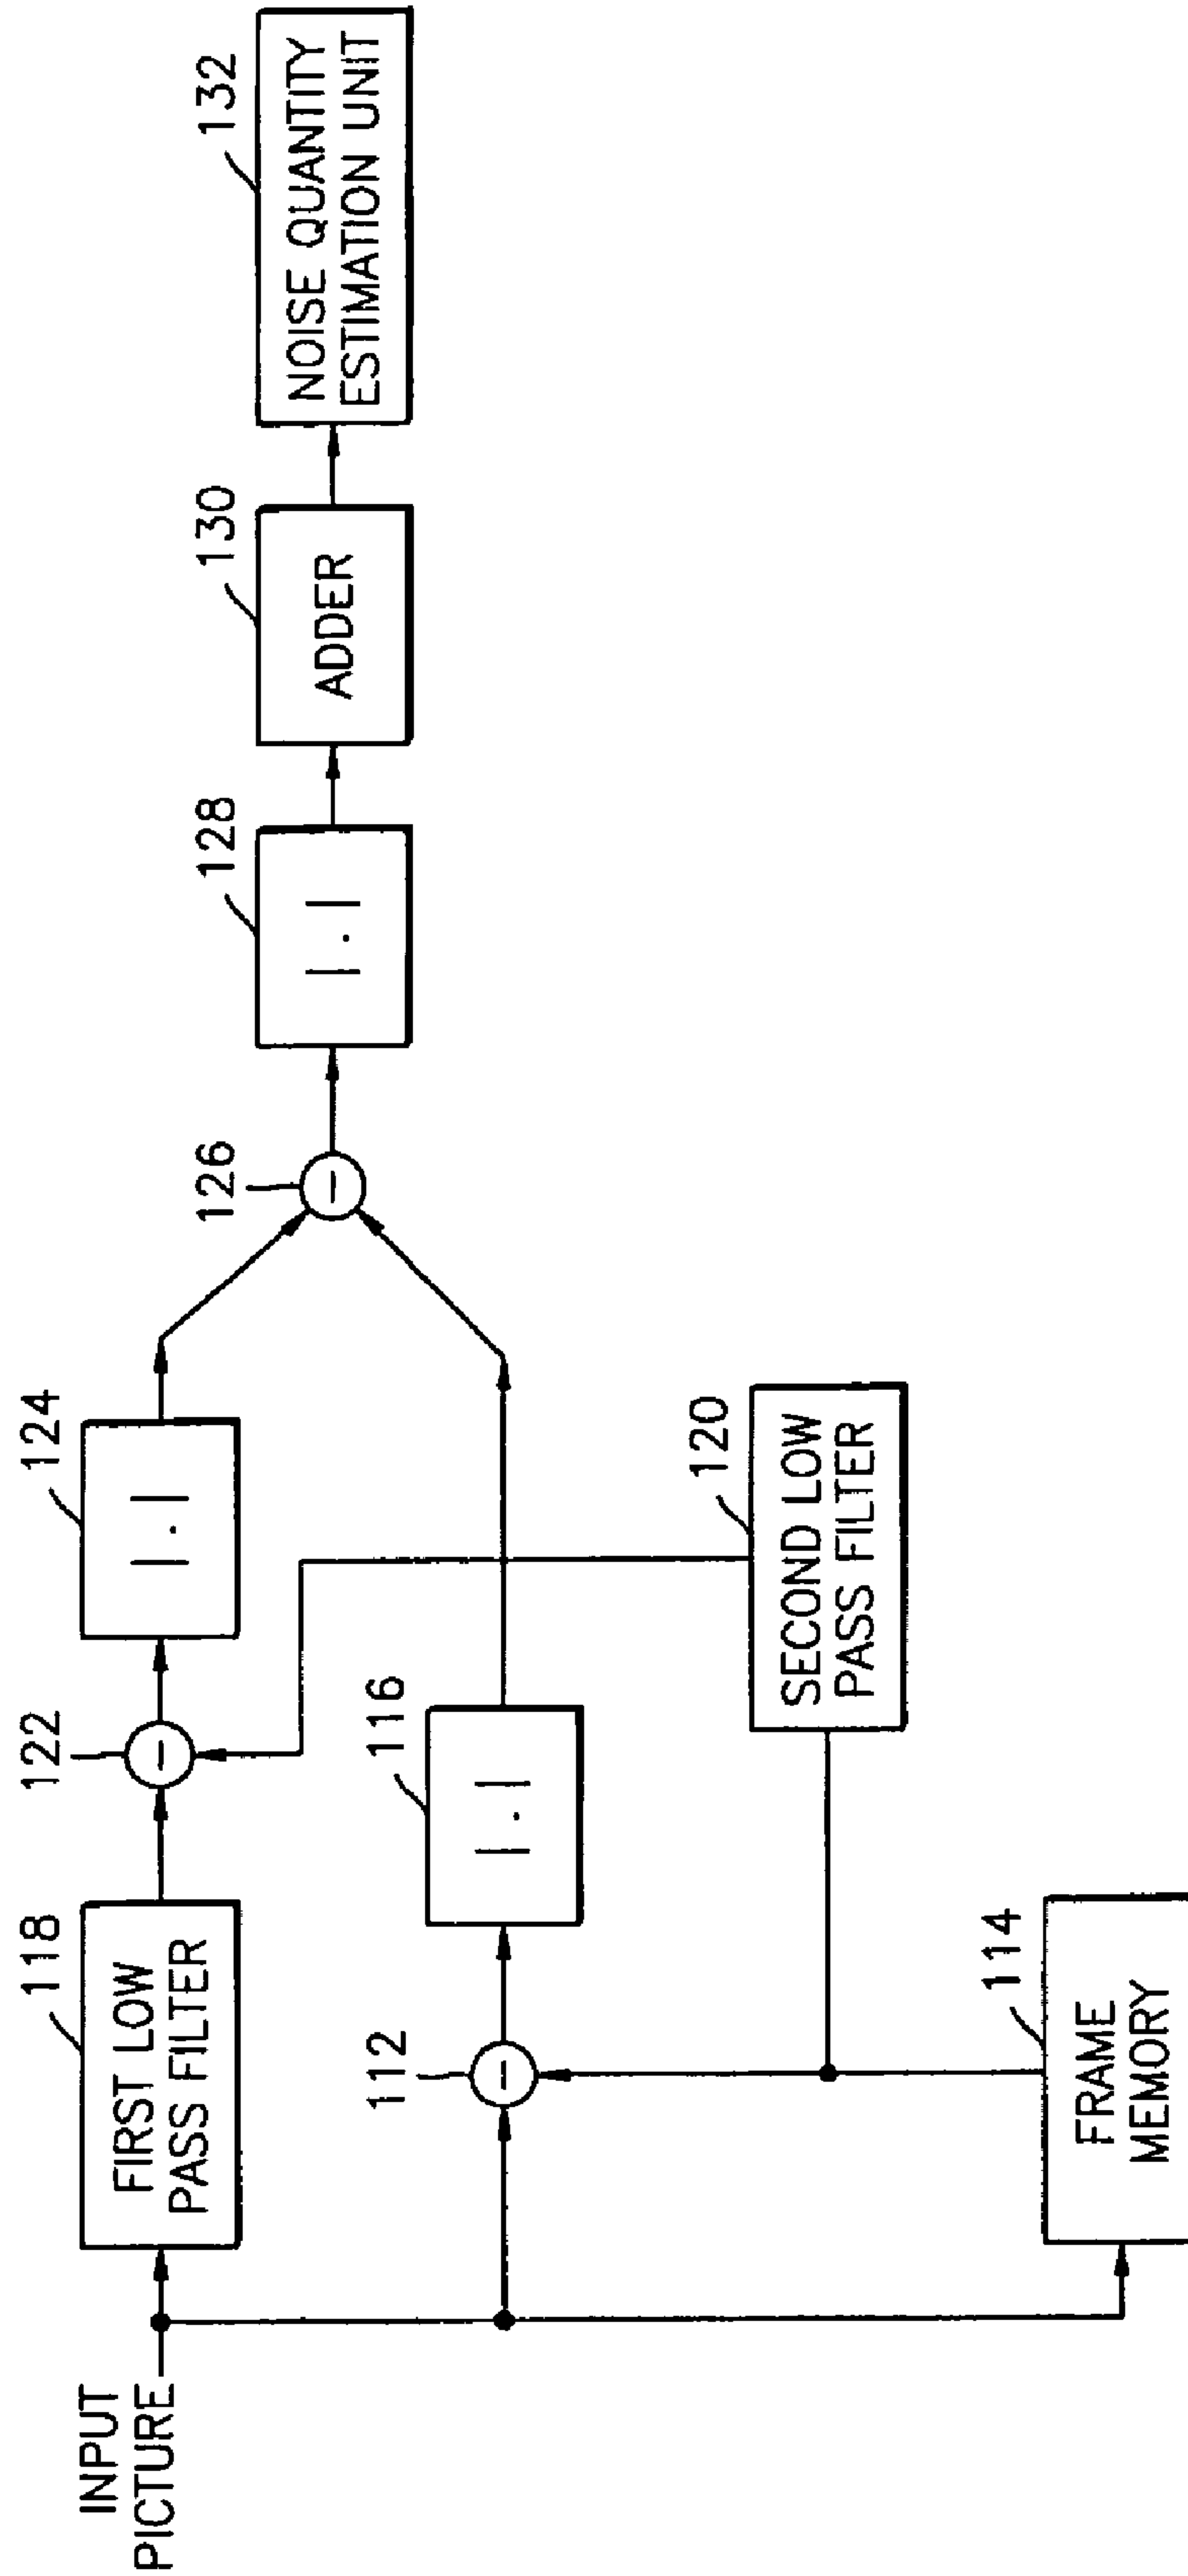 INPUT
PICTURE
118
FIRST LOW
PASS FILTER
122
–
124
|·|
112
–
116
|·|
114
FRAME
MEMORY
120
SECOND LOW
PASS FILTER
126
–
128
|·|
130
ADDER
132
NOISE QUANTITY
ESTIMATION UNIT